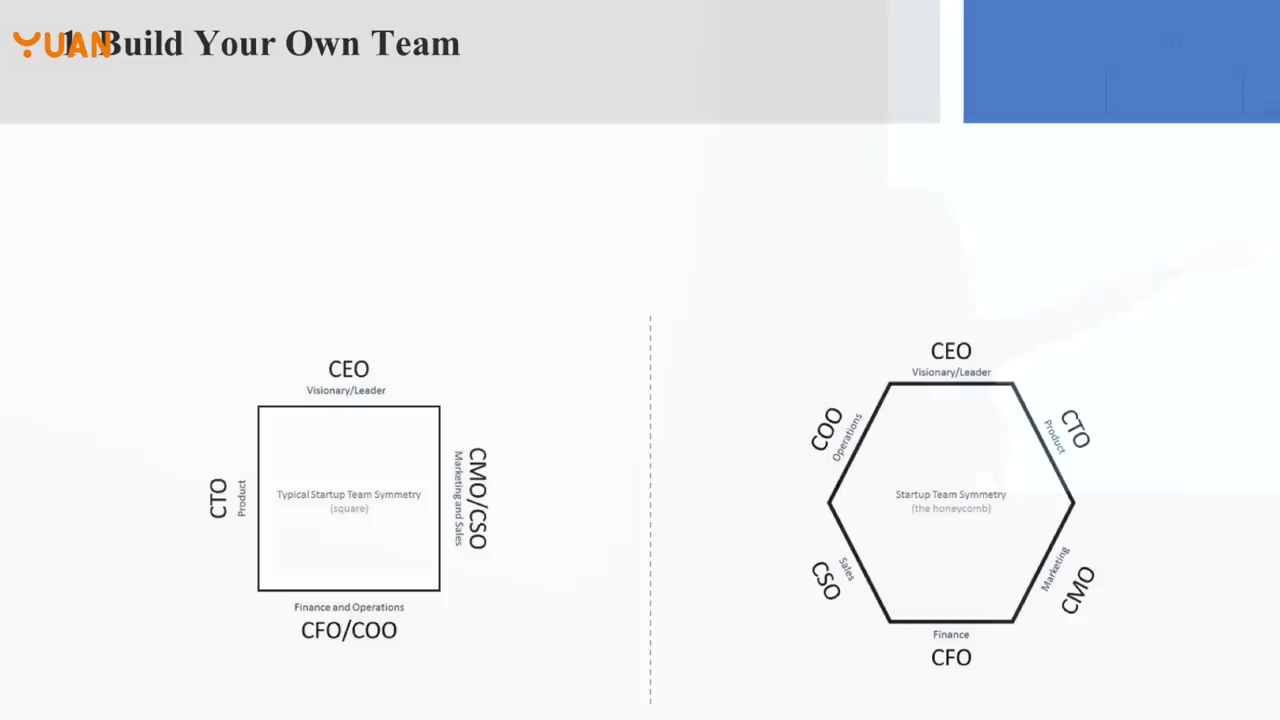 YUAN
1 Build Your Own Team
CEO
Visionary/Leader
CTO
Product
Typical Startup Team Symmetry
(square)
Marketing and Sales
CMO/CSO
Finance and Operations
CFO/COO
CEO
Visionary/Leader
COO
Operations
CTO
Product
Startup Team Symmetry
(the honeycomb)
CSO
Sales
Marketing
CMO
Finance
CFO